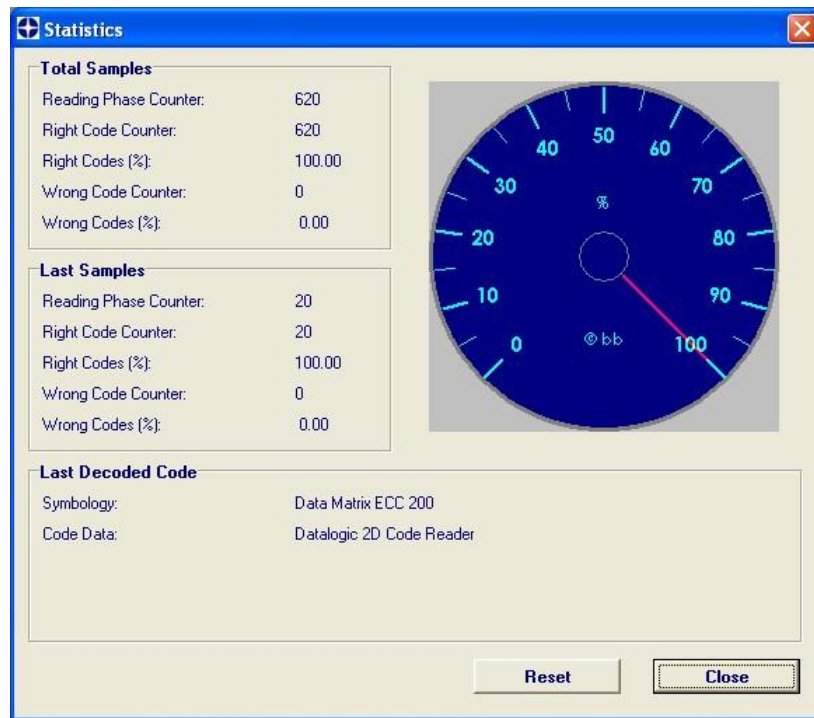 Statistics
Total Samples
Reading Phase Counter: 620
Right Code Counter: 620
Right Codes (%): 100.00
Wrong Code Counter: 0
Wrong Codes (%): 0.00
Last Samples
Reading Phase Counter: 20
Right Code Counter: 20
Right Codes (%): 100.00
Wrong Code Counter: 0
Wrong Codes (%): 0.00
0 10 20 30 40 50 60 70 80 90 100
%
©bb
Last Decoded Code
Symbology: Data Matrix ECC 200
Code Data: Datalogic 2D Code Reader
Reset Close